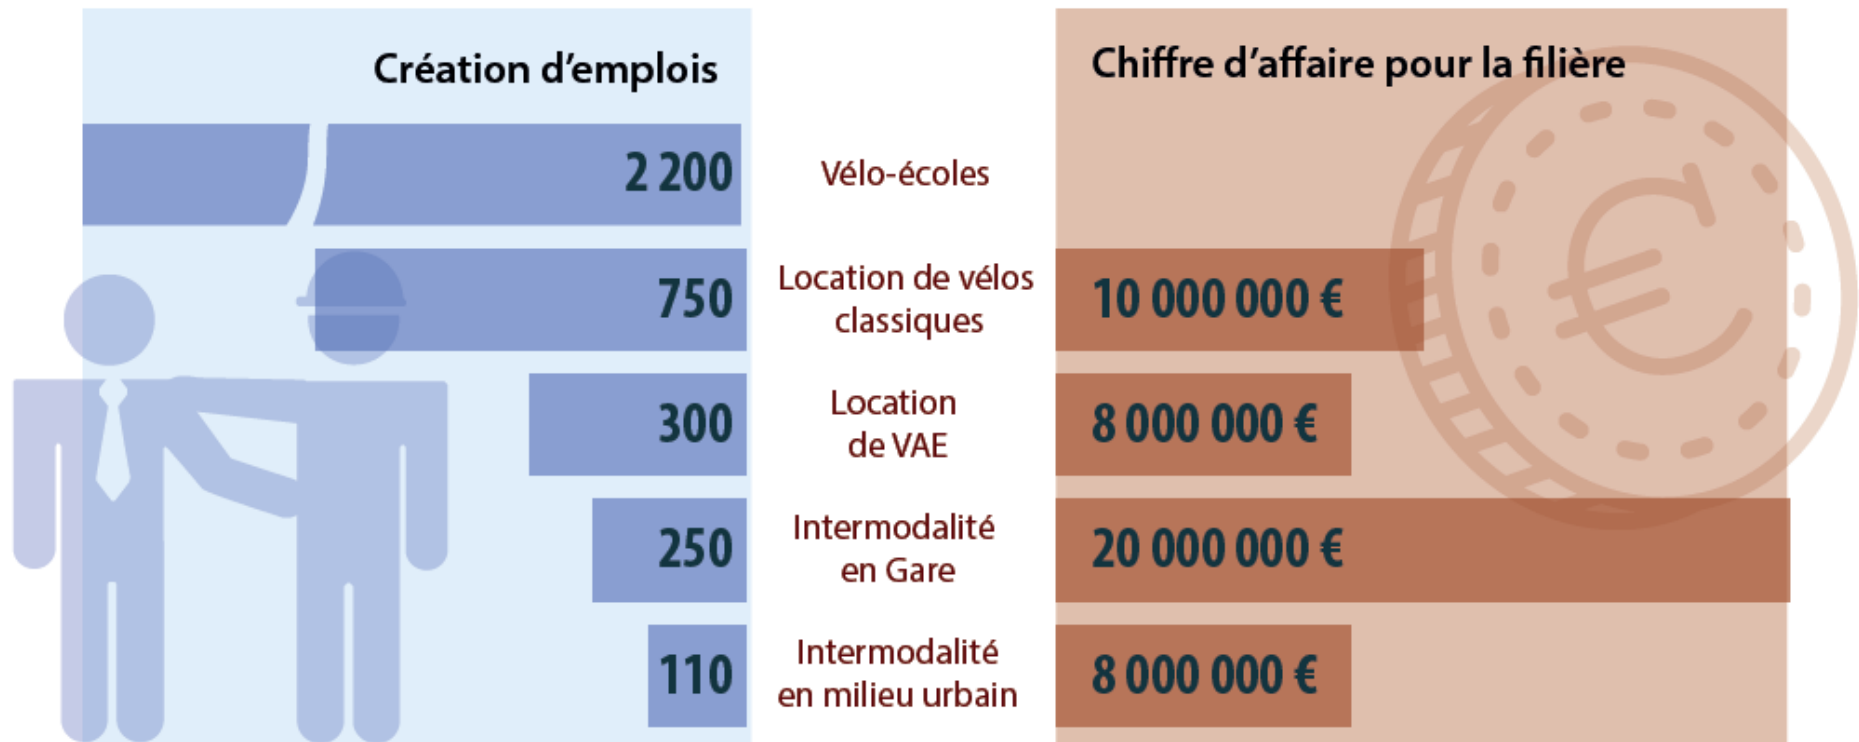 Création d'emplois
Chiffre d'affaire pour la filière
2 200
Vélo-écoles
750
Location de vélos
classiques
10 000 000 €
300
Location
de VAE
8 000 000 €
250
Intermodalité
en Gare
20 000 000 €
110
Intermodalité
en milieu urbain
8 000 000 €
€